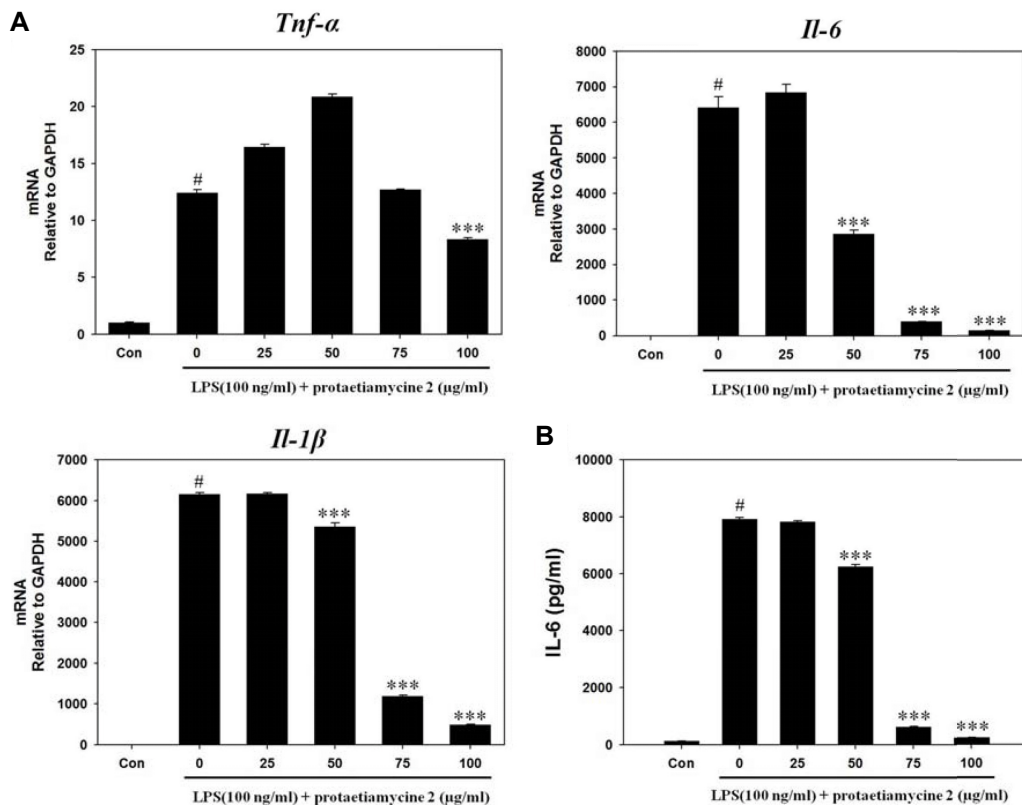 A
Tnf-α
mRNA
Relative to GAPDH
25
20
15
10
5
0
#
***
Con 0 25 50 75 100
LPS(100 ng/ml) + protaetiamycine 2 (µg/ml)
Il-6
mRNA
Relative to GAPDH
8000
7000
6000
5000
4000
3000
2000
1000
0
#
***
***
***
Con 0 25 50 75 100
LPS(100 ng/ml) + protaetiamycine 2 (µg/ml)
Il-1β
mRNA
Relative to GAPDH
7000
6000
5000
4000
3000
2000
1000
0
#
***
***
***
Con 0 25 50 75 100
LPS(100 ng/ml) + protaetiamycine 2 (µg/ml)
B
IL-6 (pg/ml)
10000
8000
6000
4000
2000
0
#
***
***
***
Con 0 25 50 75 100
LPS(100 ng/ml) + protaetiamycine 2 (µg/ml)